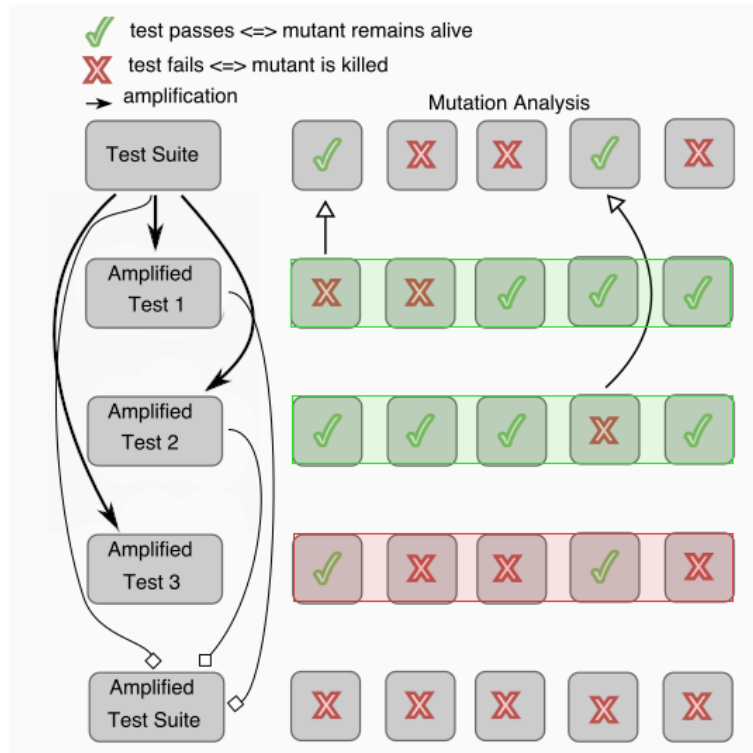 test passes <=> mutant remains alive
test fails <=> mutant is killed
amplification
Mutation Analysis
Test Suite
Amplified
Test 1
Amplified
Test 2
Amplified
Test 3
Amplified
Test Suite